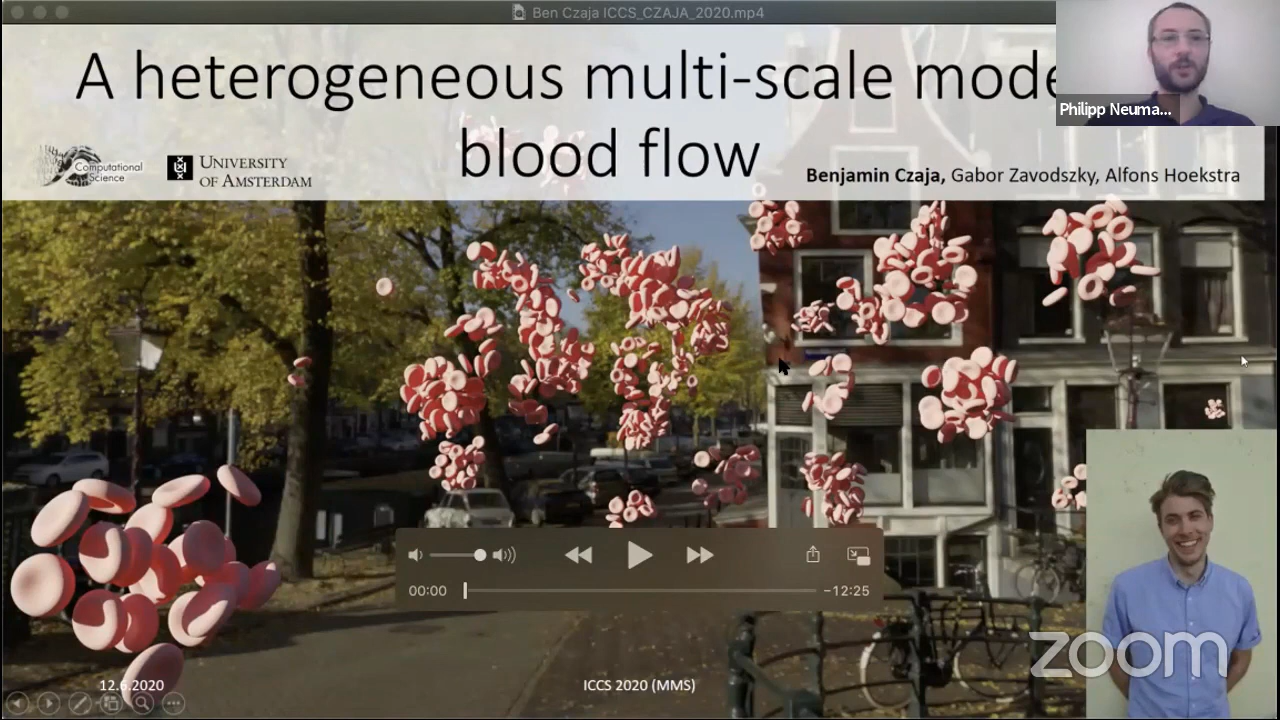 Ben Czaja ICCS_CZAJA_2020.mp4
A heterogeneous multi-scale mode
blood flow
Philipp Neuma...
Computational
Science
UNIVERSITY
OF AMSTERDAM
Benjamin Czaja, Gabor Zavodszky, Alfons Hoekstra
00:00
−12:25
zoom
12.6.2020
ICCS 2020 (MMS)